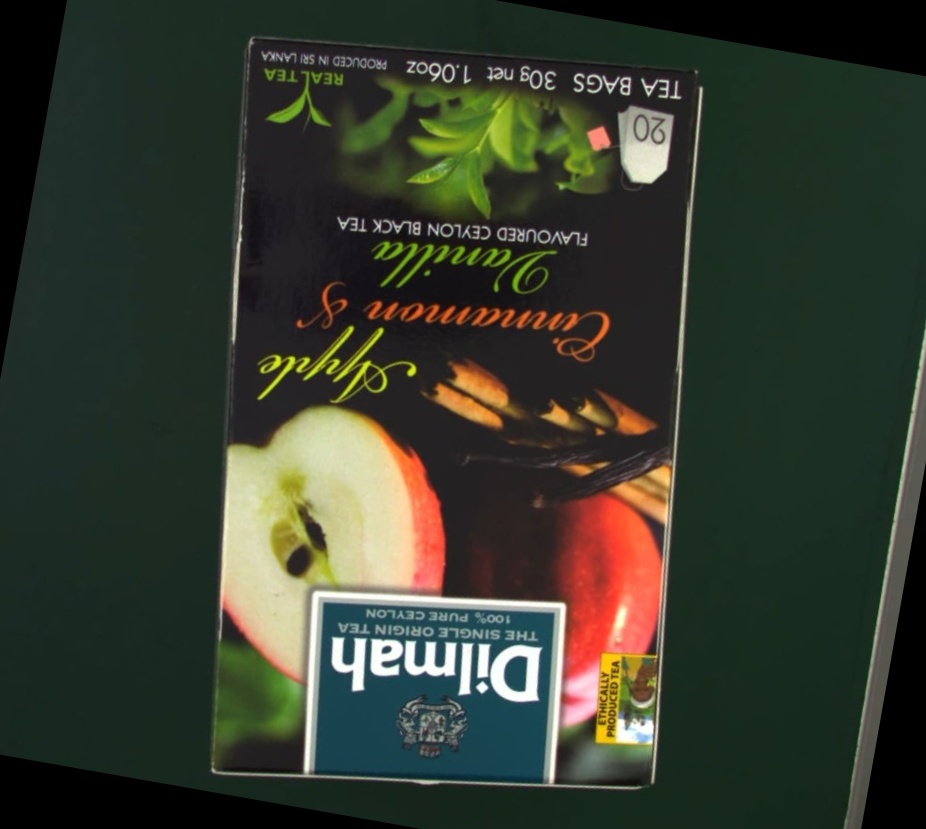 Dilmah
THE SINGLE ORIGIN TEA
100% PURE CEYLON
ETHICALLY
PRODUCED TEA
Apple
Cinnamon &
Vanilla
FLAVOURED CEYLON BLACK TEA
20
TEA BAGS 30g net 1.06oz
REAL TEA
PRODUCED IN SRI LANKA